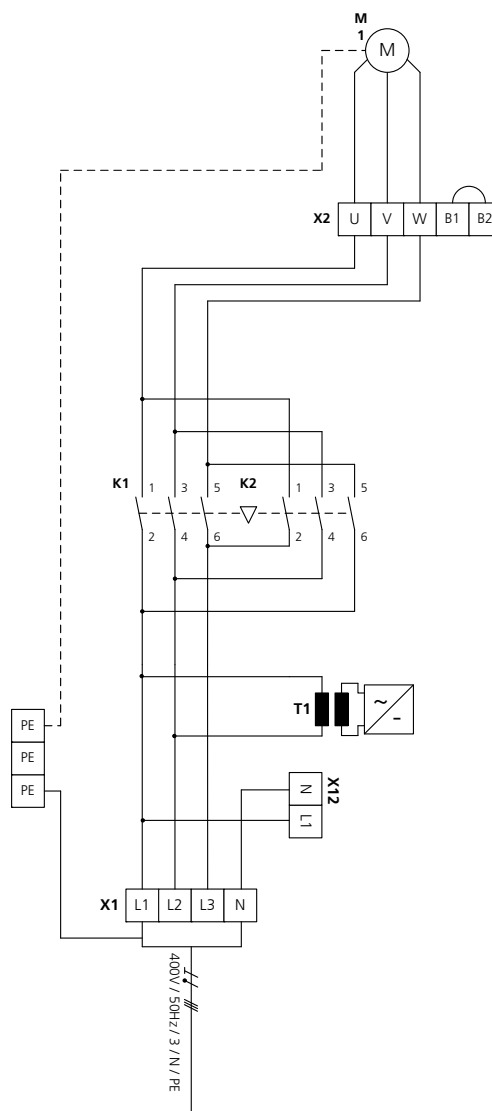 M
1
M
X2
U V W B1 B2
K1 1 3 5 K2 1 3 5
2 4 6 2 4 6
T1
~
-
PE
PE
PE
N
L1
X12
X1
L1 L2 L3 N
400V / 50Hz / 3 / N / PE